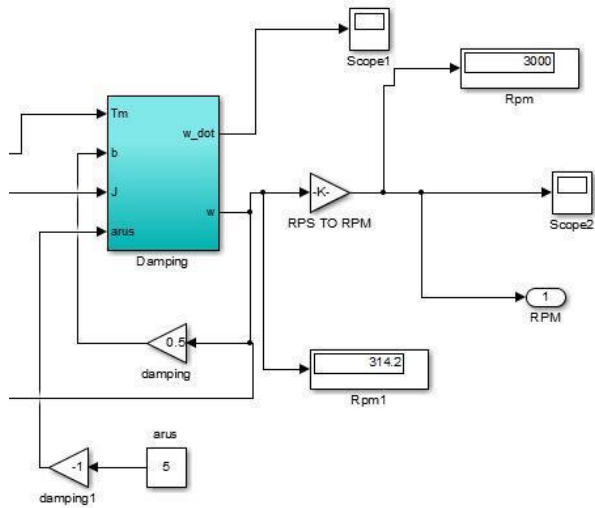 Scope1
3000
Rpm
Tm
b
J
arus
w_dot
w
Damping
-K-
RPS TO RPM
Scope2
1
RPM
0.5
damping
314.2
Rpm1
arus
5
-1
damping1